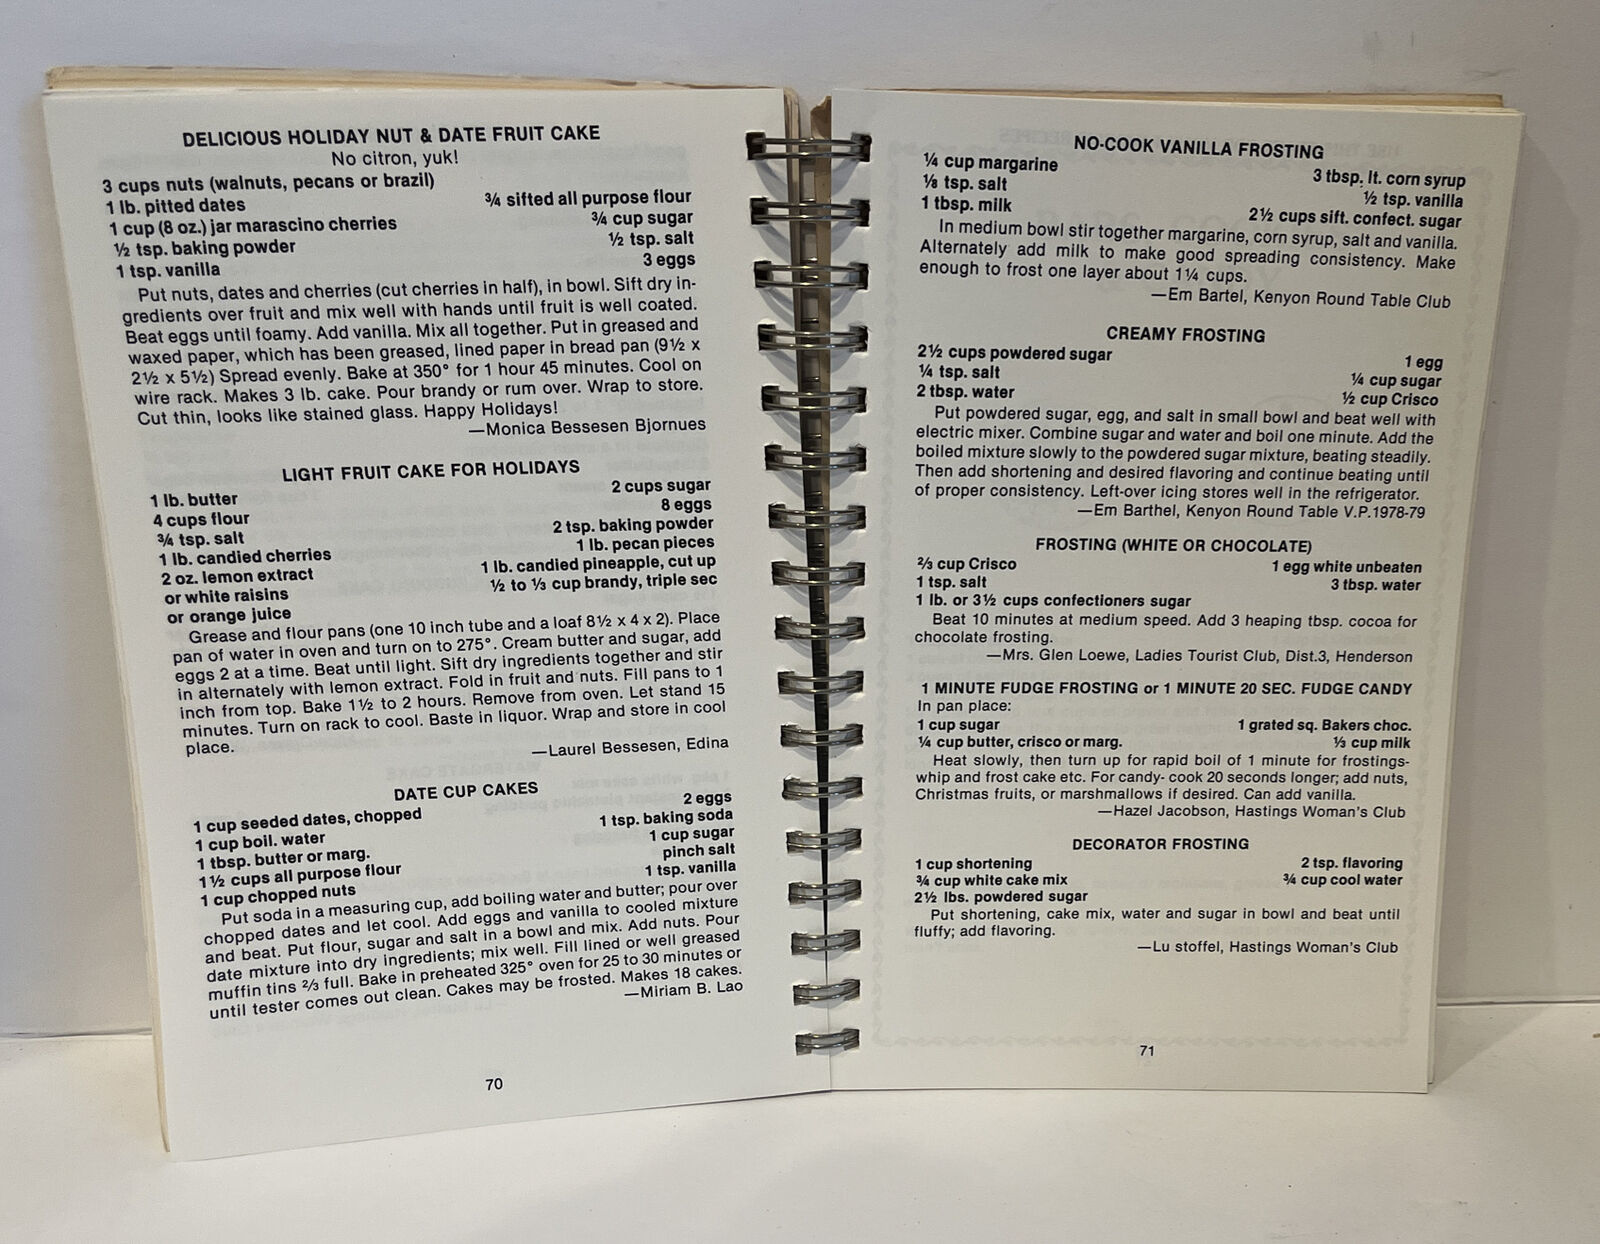 DELICIOUS HOLIDAY NUT & DATE FRUIT CAKE
No citron, yuk!
3 cups nuts (walnuts, pecans or brazil)
1 lb. pitted dates ¾ sifted all purpose flour
1 cup (8 oz.) jar marascino cherries ¾ cup sugar
½ tsp. baking powder ½ tsp. salt
1 tsp. vanilla 3 eggs
Put nuts, dates and cherries (cut cherries in half), in bowl. Sift dry in-
gredients over fruit and mix well with hands until fruit is well coated.
Beat eggs until foamy. Add vanilla. Mix all together. Put in greased and
waxed paper, which has been greased, lined paper in bread pan (9½ x
2½ x 5½) Spread evenly. Bake at 350° for 1 hour 45 minutes. Cool on
wire rack. Makes 3 lb. cake. Pour brandy or rum over. Wrap to store.
Cut thin, looks like stained glass. Happy Holidays!
—Monica Bessesen Bjornues
LIGHT FRUIT CAKE FOR HOLIDAYS
1 lb. butter 2 cups sugar
4 cups flour 8 eggs
¾ tsp. salt 2 tsp. baking powder
1 lb. candied cherries 1 lb. pecan pieces
2 oz. lemon extract 1 lb. candied pineapple, cut up
or white raisins ½ to ⅓ cup brandy, triple sec
or orange juice
Grease and flour pans (one 10 inch tube and a loaf 8½ x 4 x 2). Place
pan of water in oven and turn on to 275°. Cream butter and sugar, add
eggs 2 at a time. Beat until light. Sift dry ingredients together and stir
in alternately with lemon extract. Fold in fruit and nuts. Fill pans to 1
inch from top. Bake 1½ to 2 hours. Remove from oven. Let stand 15
minutes. Turn on rack to cool. Baste in liquor. Wrap and store in cool
place.
—Laurel Bessesen, Edina
DATE CUP CAKES
1 cup seeded dates, chopped 2 eggs
1 cup boil. water 1 tsp. baking soda
1 tbsp. butter or marg. 1 cup sugar
1½ cups all purpose flour pinch salt
1 cup chopped nuts 1 tsp. vanilla
Put soda in a measuring cup, add boiling water and butter; pour over
chopped dates and let cool. Add eggs and vanilla to cooled mixture
and beat. Put flour, sugar and salt in a bowl and mix. Add nuts. Pour
date mixture into dry ingredients; mix well. Fill lined or well greased
muffin tins ⅔ full. Bake in preheated 325° oven for 25 to 30 minutes or
until tester comes out clean. Cakes may be frosted. Makes 18 cakes.
—Miriam B. Lao
70
NO-COOK VANILLA FROSTING
¼ cup margarine 3 tbsp. lt. corn syrup
⅛ tsp. salt ½ tsp. vanilla
1 tbsp. milk 2½ cups sift. confect. sugar
In medium bowl stir together margarine, corn syrup, salt and vanilla.
Alternately add milk to make good spreading consistency. Make
enough to frost one layer about 1¼ cups.
—Em Bartel, Kenyon Round Table Club
CREAMY FROSTING
2½ cups powdered sugar 1 egg
¼ tsp. salt ¼ cup sugar
2 tbsp. water ½ cup Crisco
Put powdered sugar, egg, and salt in small bowl and beat well with
electric mixer. Combine sugar and water and boil one minute. Add the
boiled mixture slowly to the powdered sugar mixture, beating steadily.
Then add shortening and desired flavoring and continue beating until
of proper consistency. Left-over icing stores well in the refrigerator.
—Em Barthel, Kenyon Round Table V.P.1978-79
FROSTING (WHITE OR CHOCOLATE)
⅔ cup Crisco 1 egg white unbeaten
1 tsp. salt 3 tbsp. water
1 lb. or 3½ cups confectioners sugar
Beat 10 minutes at medium speed. Add 3 heaping tbsp. cocoa for
chocolate frosting.
—Mrs. Glen Loewe, Ladies Tourist Club, Dist.3, Henderson
1 MINUTE FUDGE FROSTING or 1 MINUTE 20 SEC. FUDGE CANDY
In pan place:
1 cup sugar 1 grated sq. Bakers choc.
¼ cup butter, crisco or marg. ⅓ cup milk
Heat slowly, then turn up for rapid boil of 1 minute for frostings-
whip and frost cake etc. For candy- cook 20 seconds longer; add nuts,
Christmas fruits, or marshmallows if desired. Can add vanilla.
—Hazel Jacobson, Hastings Woman's Club
DECORATOR FROSTING
1 cup shortening 2 tsp. flavoring
¾ cup white cake mix ¾ cup cool water
2½ lbs. powdered sugar
Put shortening, cake mix, water and sugar in bowl and beat until
fluffy; add flavoring.
—Lu stoffel, Hastings Woman's Club
71